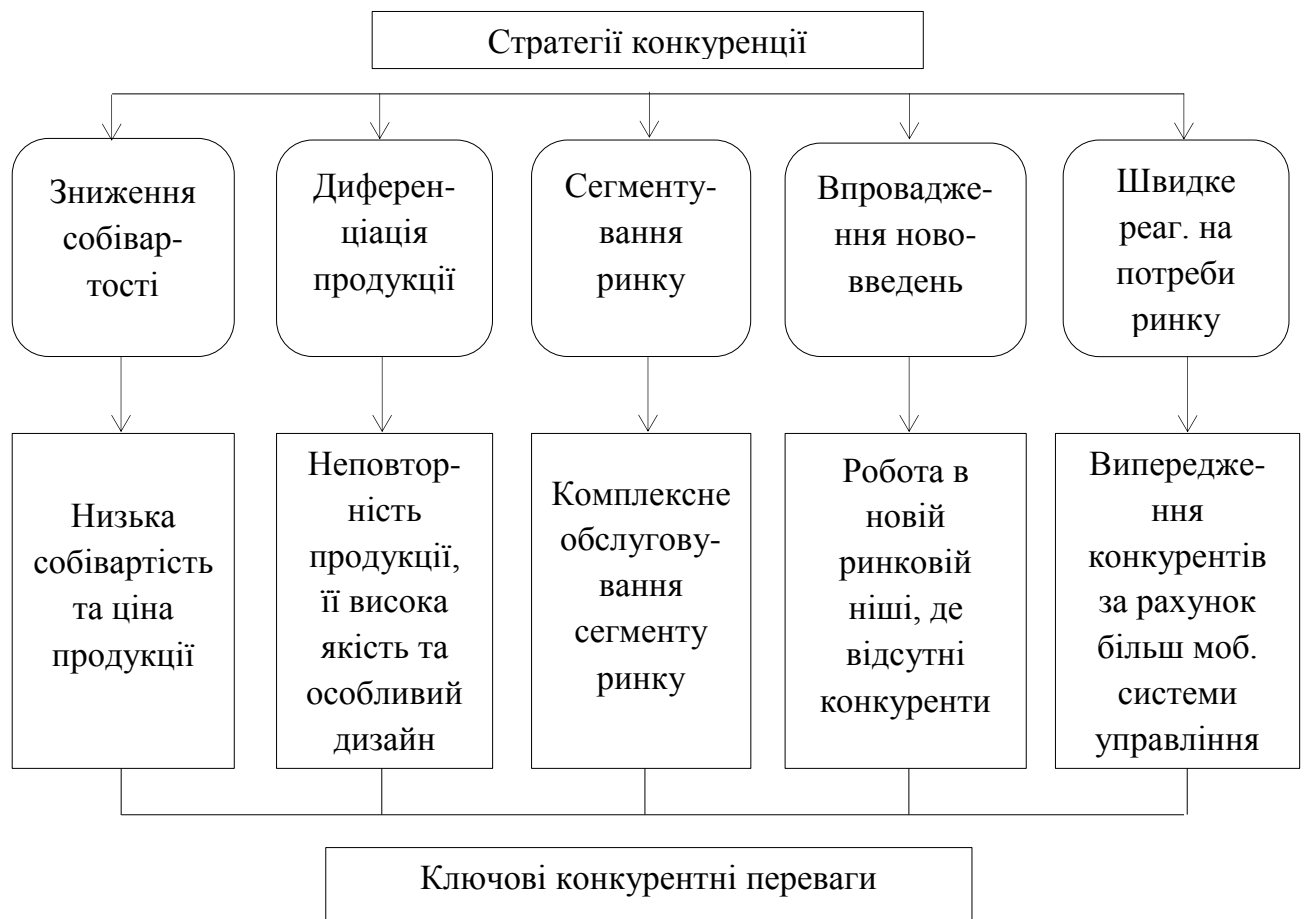 Стратегії конкуренції
Зниження
собівар-
тості
Диферен-
ціація
продукції
Сегменту-
вання
ринку
Впровадже-
ння ново-
введень
Швидке
реаг. на
потреби
ринку
Низька
собівартість
та ціна
продукції
Неповтор-
ність
продукції,
її висока
якість та
особливий
дизайн
Комплексне
обслугову-
вання
сегменту
ринку
Робота в
новій
ринковій
ніші, де
відсутні
конкуренти
Випередже-
ння
конкурентів
за рахунок
більш моб.
системи
управління
Ключові конкурентні переваги